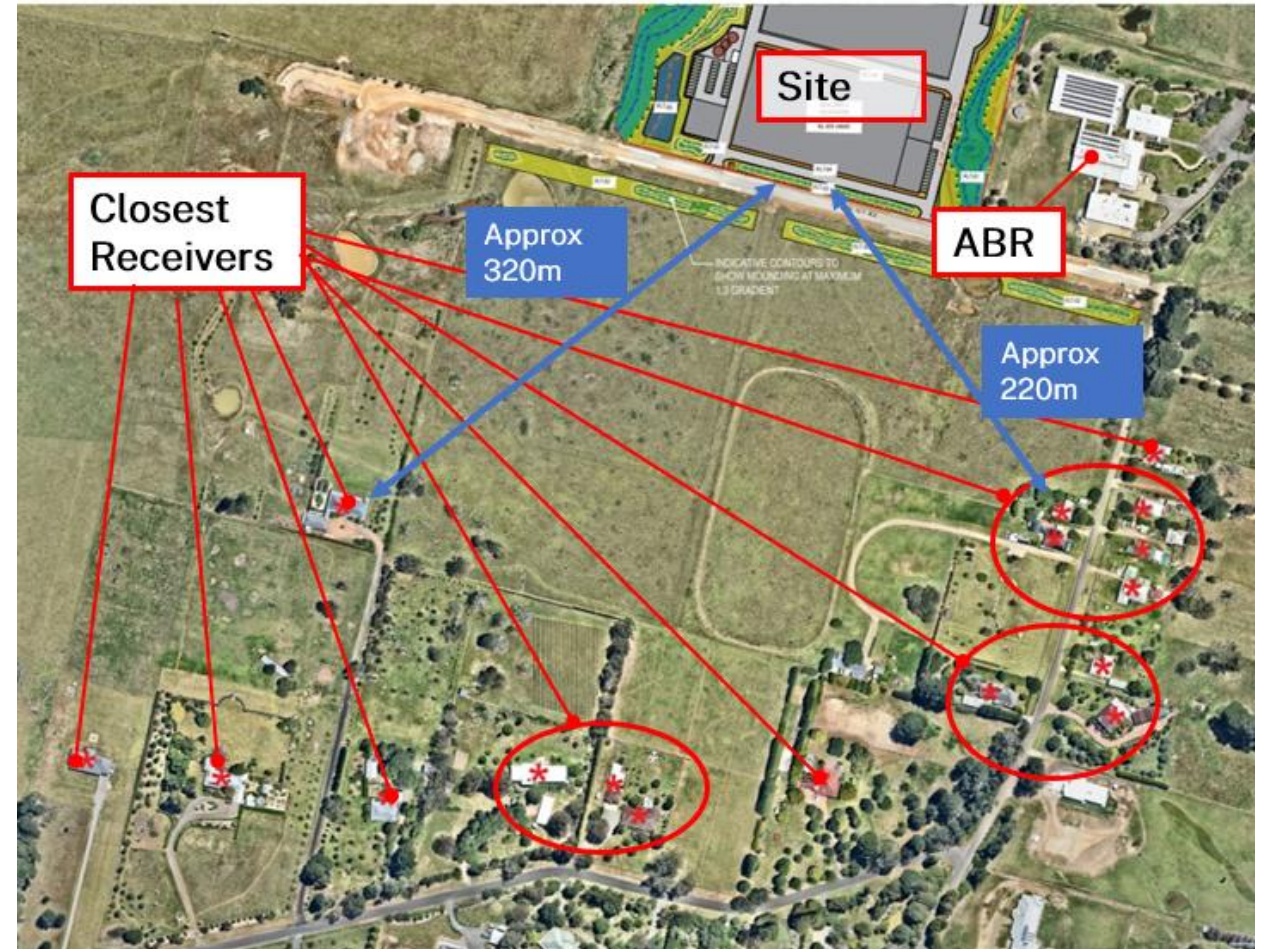 Site
Closest
Receivers
Approx
320m
ABR
INDICATIVE CONTOURS TO
SHOW MOUNDING AT MAXIMUM
1:3 GRADIENT
Approx
220m